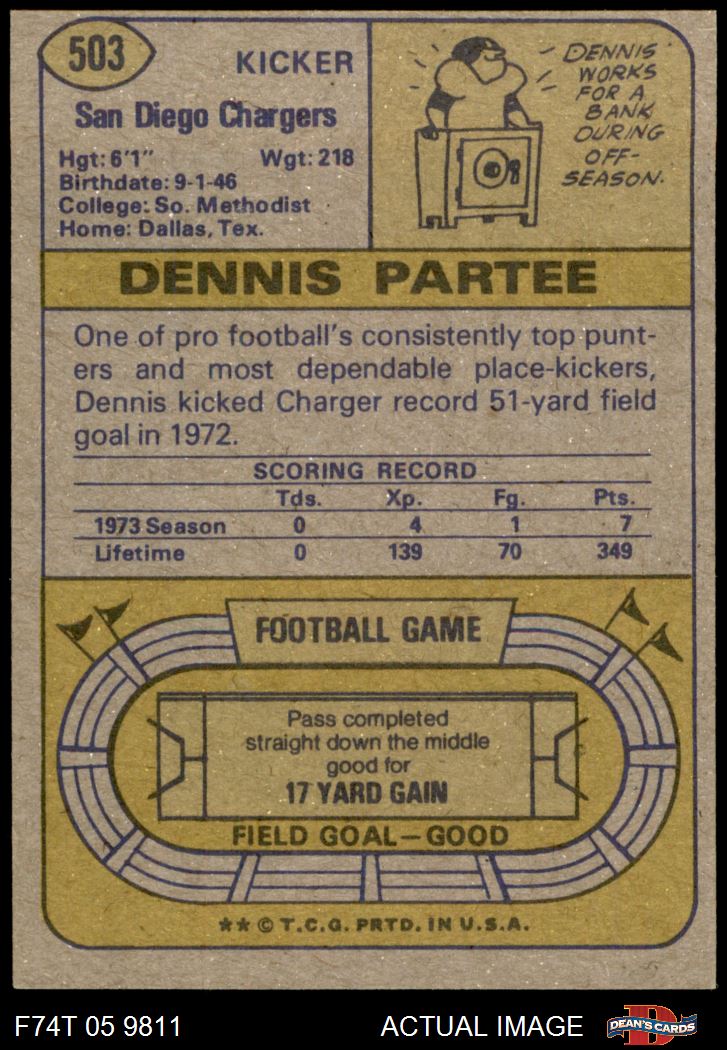 503
KICKER
San Diego Chargers
Hgt: 6'1" Wgt: 218
Birthdate: 9-1-46
College: So. Methodist
Home: Dallas, Tex.
DENNIS
WORKS
FOR A
BANK
DURING
OFF-
SEASON.
DENNIS PARTEE
One of pro football's consistently top punt-
ers and most dependable place-kickers,
Dennis kicked Charger record 51-yard field
goal in 1972.
SCORING RECORD
Tds. Xp. Fg. Pts.
1973 Season 0 4 1 7
Lifetime 0 139 70 349
FOOTBALL GAME
Pass completed
straight down the middle
good for
17 YARD GAIN
FIELD GOAL—GOOD
** © T.C.G. PRTD. IN U.S.A.
F74T 05 9811 ACTUAL IMAGE D DEAN'S CARDS